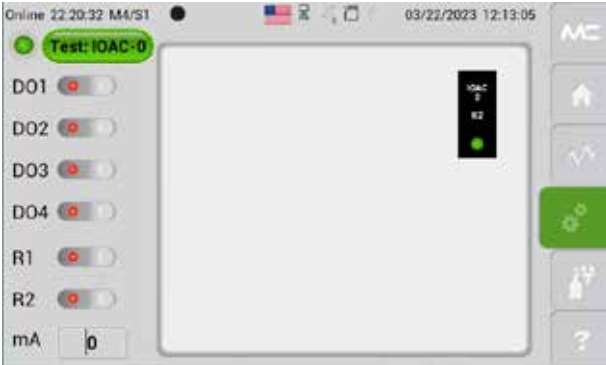 Online 22:20:32 M4/S1 03/22/2023 12:13:05
MC
Test: IOAC-0
DO1
DO2
DO3
DO4
R1
R2
mA 0
IOAC
0
R2
?